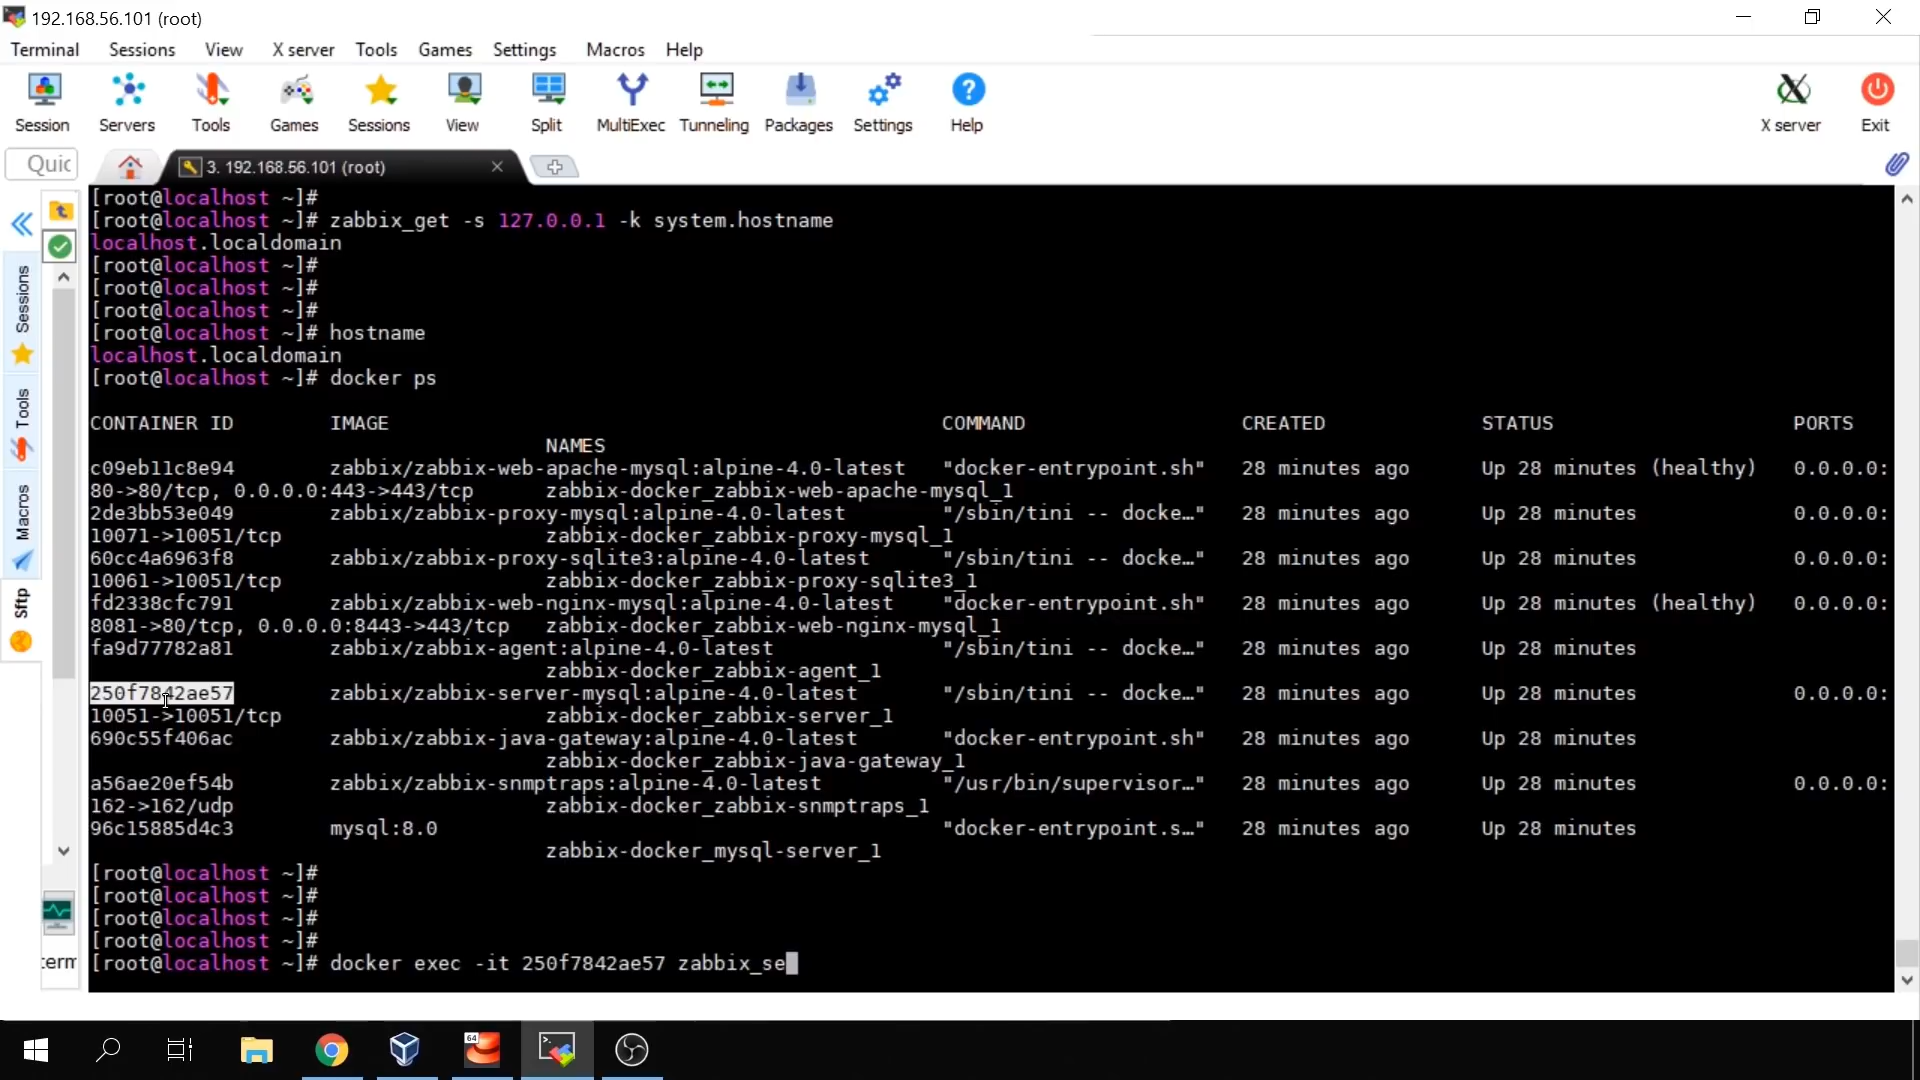 192.168.56.101 (root)
Terminal Sessions View X server Tools Games Settings Macros Help
Session Servers Tools Games Sessions View Split MultiExec Tunneling Packages Settings Help X server Exit
Quic
3. 192.168.56.101 (root)
Sessions
Tools
Macros
Sftp
[root@localhost ~]#
[root@localhost ~]# zabbix_get -s 127.0.0.1 -k system.hostname
localhost.localdomain
[root@localhost ~]#
[root@localhost ~]#
[root@localhost ~]#
[root@localhost ~]# hostname
localhost.localdomain
[root@localhost ~]# docker ps
CONTAINER ID IMAGE COMMAND CREATED STATUS PORTS
NAMES
c09eb11c8e94 zabbix/zabbix-web-apache-mysql:alpine-4.0-latest "docker-entrypoint.sh" 28 minutes ago Up 28 minutes (healthy) 0.0.0.0:
80->80/tcp, 0.0.0.0:443->443/tcp zabbix-docker_zabbix-web-apache-mysql_1
2de3bb53e049 zabbix/zabbix-proxy-mysql:alpine-4.0-latest "/sbin/tini -- docke…" 28 minutes ago Up 28 minutes 0.0.0.0:
10071->10051/tcp zabbix-docker_zabbix-proxy-mysql_1
60cc4a6963f8 zabbix/zabbix-proxy-sqlite3:alpine-4.0-latest "/sbin/tini -- docke…" 28 minutes ago Up 28 minutes 0.0.0.0:
10061->10051/tcp zabbix-docker_zabbix-proxy-sqlite3_1
fd2338cfc791 zabbix/zabbix-web-nginx-mysql:alpine-4.0-latest "docker-entrypoint.sh" 28 minutes ago Up 28 minutes (healthy) 0.0.0.0:
8081->80/tcp, 0.0.0.0:8443->443/tcp zabbix-docker_zabbix-web-nginx-mysql_1
fa9d77782a81 zabbix/zabbix-agent:alpine-4.0-latest "/sbin/tini -- docke…" 28 minutes ago Up 28 minutes
zabbix-docker_zabbix-agent_1
250f7842ae57 zabbix/zabbix-server-mysql:alpine-4.0-latest "/sbin/tini -- docke…" 28 minutes ago Up 28 minutes 0.0.0.0:
10051->10051/tcp zabbix-docker_zabbix-server_1
690c55f406ac zabbix/zabbix-java-gateway:alpine-4.0-latest "docker-entrypoint.sh" 28 minutes ago Up 28 minutes
zabbix-docker_zabbix-java-gateway_1
a56ae20ef54b zabbix/zabbix-snmptraps:alpine-4.0-latest "/usr/bin/supervisor…" 28 minutes ago Up 28 minutes 0.0.0.0:
162->162/udp zabbix-docker_zabbix-snmptraps_1
96c15885d4c3 mysql:8.0 "docker-entrypoint.s…" 28 minutes ago Up 28 minutes
zabbix-docker_mysql-server_1
[root@localhost ~]#
[root@localhost ~]#
[root@localhost ~]#
[root@localhost ~]#
term
[root@localhost ~]# docker exec -it 250f7842ae57 zabbix_se
64